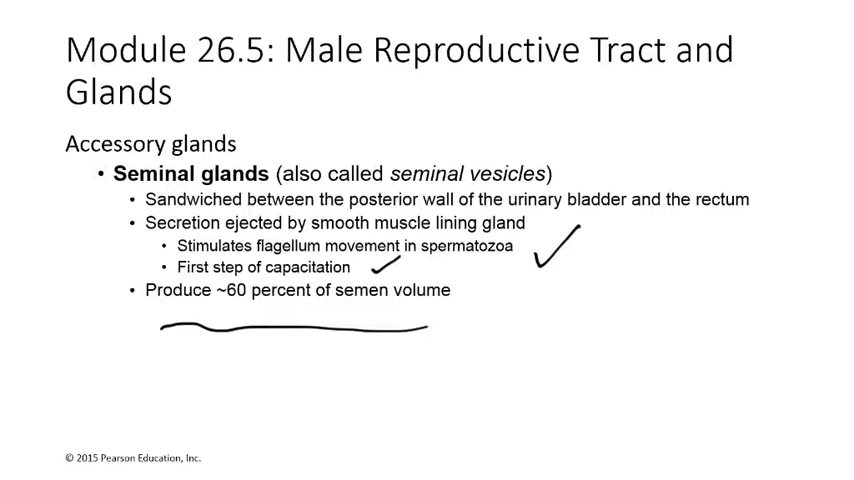 Module 26.5: Male Reproductive Tract and
Glands
Accessory glands
• Seminal glands (also called seminal vesicles)
• Sandwiched between the posterior wall of the urinary bladder and the rectum
• Secretion ejected by smooth muscle lining gland
• Stimulates flagellum movement in spermatozoa
• First step of capacitation
• Produce ~60 percent of semen volume
© 2015 Pearson Education, Inc.